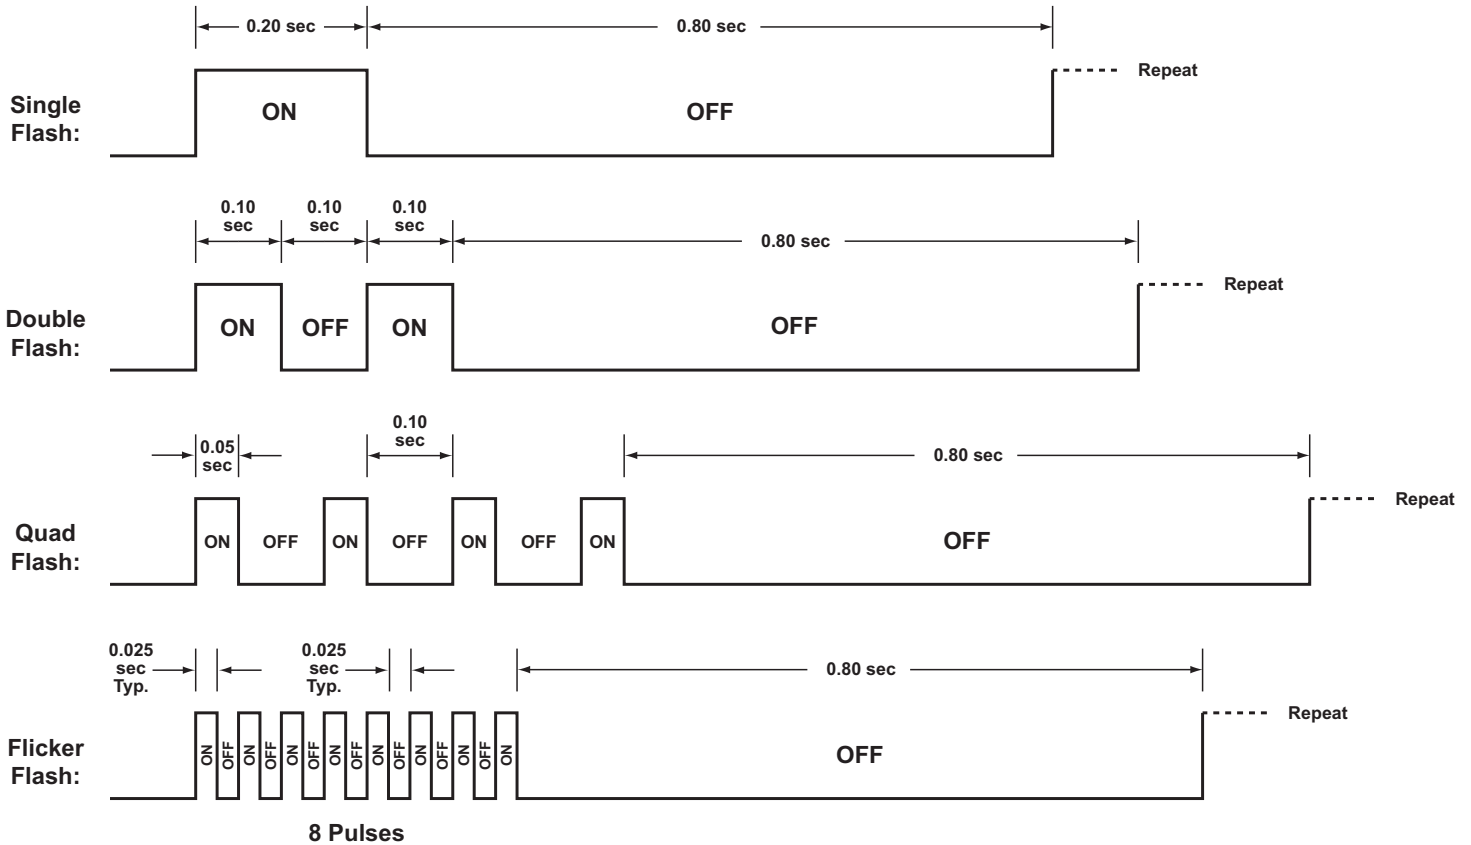 0.20 sec
0.80 sec
Repeat
Single
Flash:
ON
OFF
0.10
sec
0.10
sec
0.10
sec
0.80 sec
Repeat
Double
Flash:
ON
OFF
ON
OFF
0.05
sec
0.10
sec
0.80 sec
Repeat
Quad
Flash:
ON
OFF
ON
OFF
ON
OFF
ON
OFF
0.025
sec
Typ.
0.025
sec
Typ.
0.80 sec
Repeat
Flicker
Flash:
ON
OFF
ON
OFF
ON
OFF
ON
OFF
ON
OFF
ON
OFF
ON
OFF
ON
OFF
8 Pulses